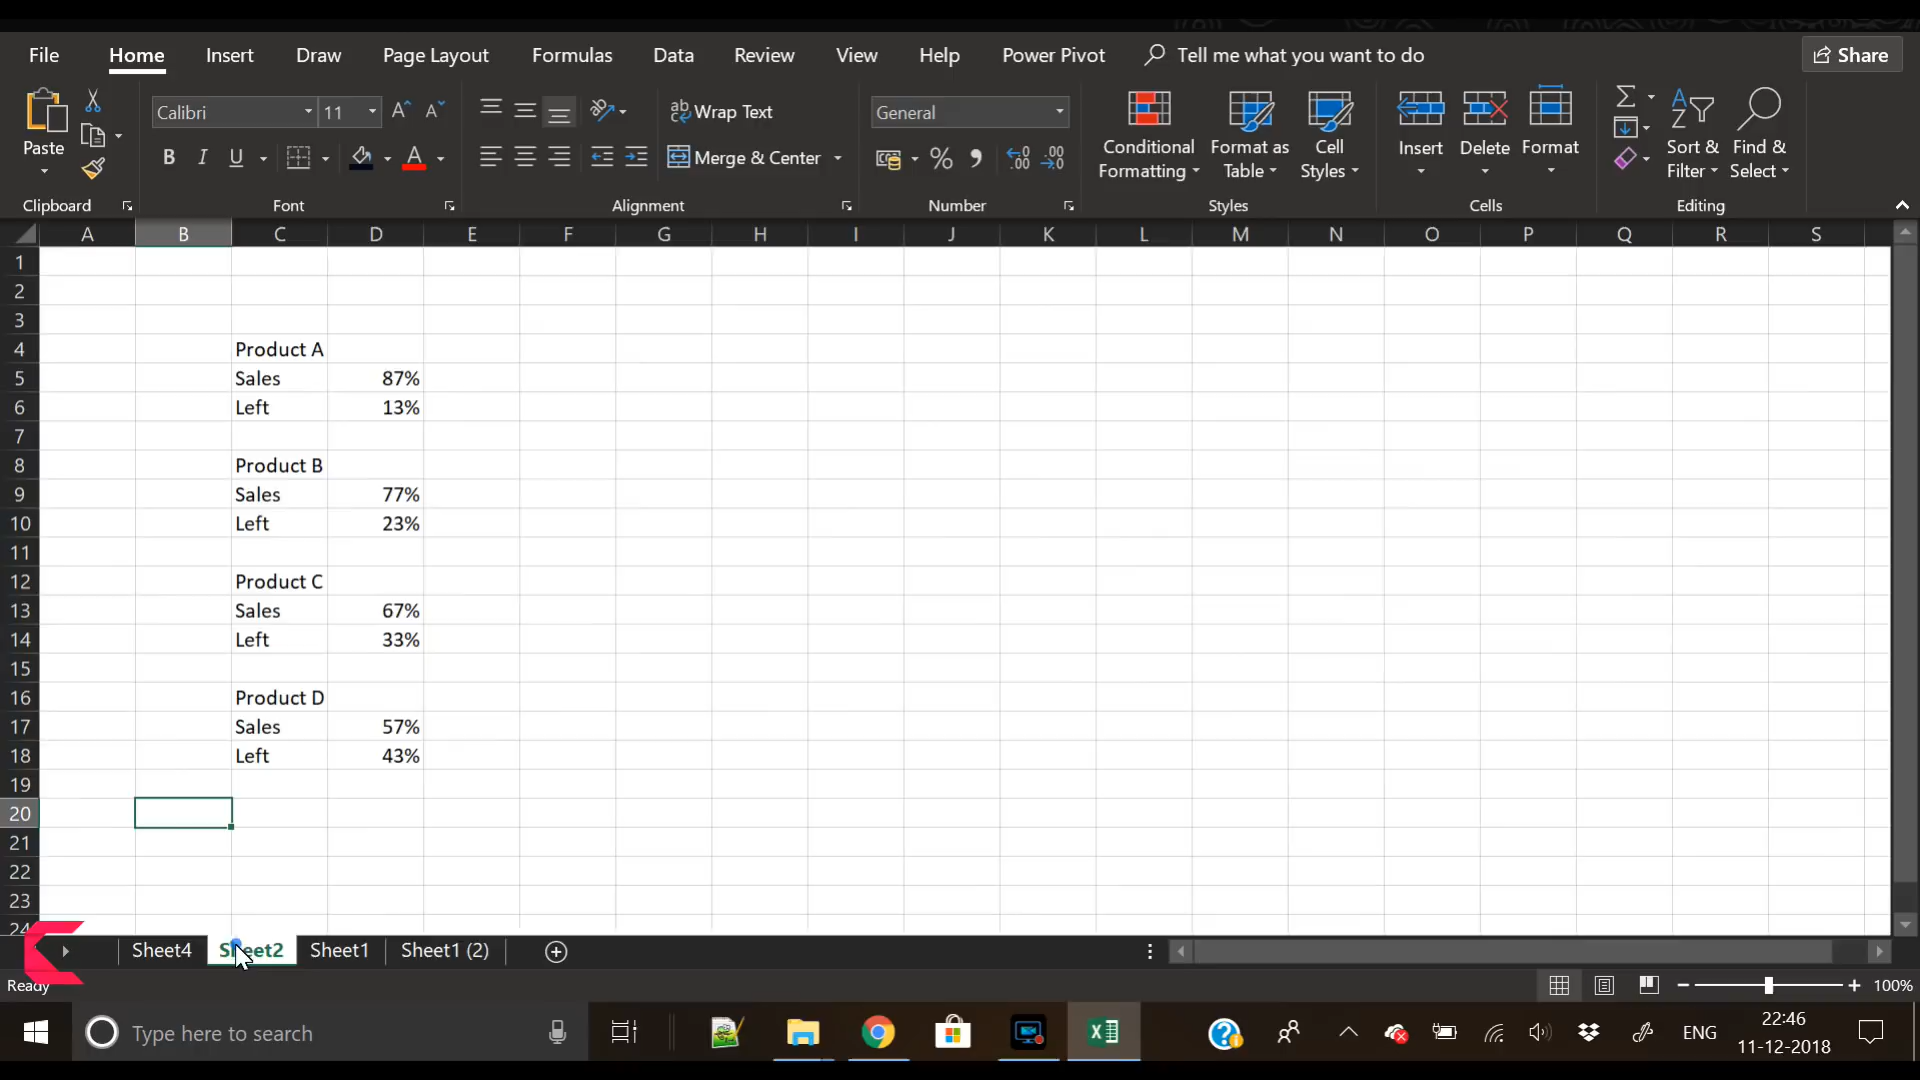 File Home Insert Draw Page Layout Formulas Data Review View Help Power Pivot Tell me what you want to do Share
Calibri 11 Wrap Text General
Paste Merge & Center Conditional Formatting Format as Table Cell Styles Insert Delete Format Sort & Filter Find & Select
Clipboard Font Alignment Number Styles Cells Editing
A B C D E F G H I J K L M N O P Q R S
1
2
3
4 Product A
5 Sales 87%
6 Left 13%
7
8 Product B
9 Sales 77%
10 Left 23%
11
12 Product C
13 Sales 67%
14 Left 33%
15
16 Product D
17 Sales 57%
18 Left 43%
19
20
21
22
23
24
Sheet4 Sheet2 Sheet1 Sheet1 (2)
Ready 100%
Type here to search ENG 22:46
11-12-2018